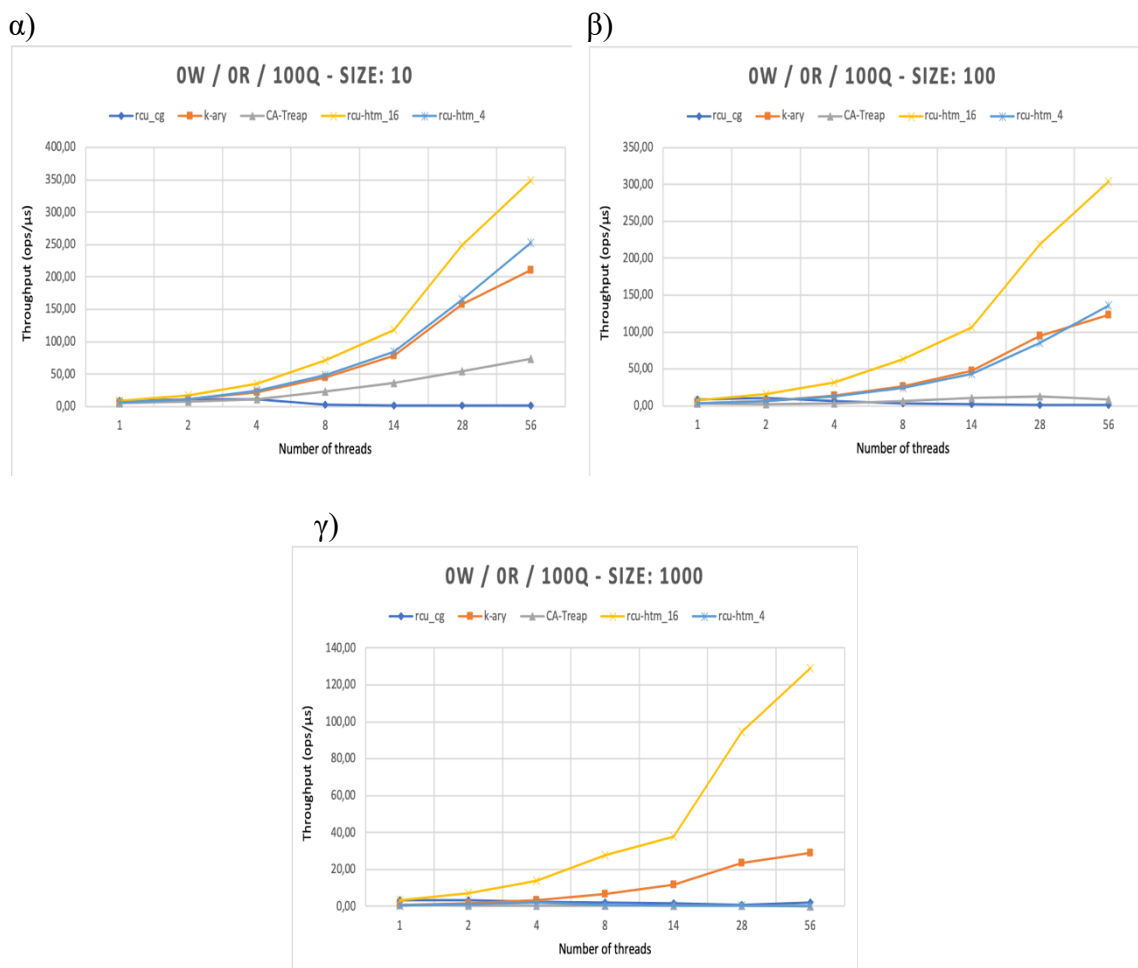 α)
0W / 0R / 100Q - SIZE: 10
rcu_cg k-ary CA-Treap rcu-htm_16 rcu-htm_4
400,00
350,00
300,00
250,00
200,00
150,00
100,00
50,00
0,00
Throughput (ops/μs)
1 2 4 8 14 28 56
Number of threads
β)
0W / 0R / 100Q - SIZE: 100
rcu_cg k-ary CA-Treap rcu-htm_16 rcu-htm_4
350,00
300,00
250,00
200,00
150,00
100,00
50,00
0,00
Throughput (ops/μs)
1 2 4 8 14 28 56
Number of threads
γ)
0W / 0R / 100Q - SIZE: 1000
rcu_cg k-ary CA-Treap rcu-htm_16 rcu-htm_4
140,00
120,00
100,00
80,00
60,00
40,00
20,00
0,00
Throughput (ops/μs)
1 2 4 8 14 28 56
Number of threads